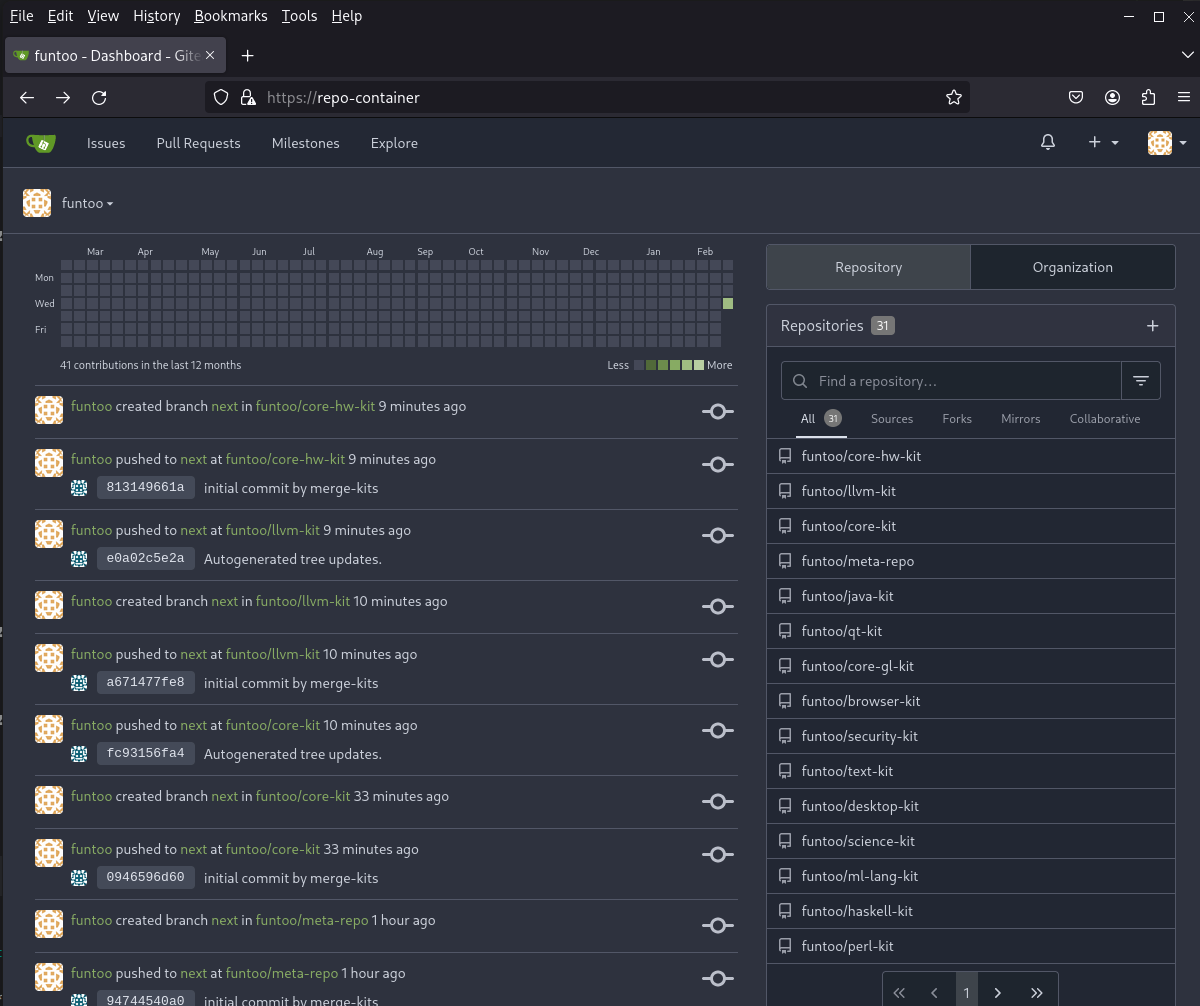 File Edit View History Bookmarks Tools Help
funtoo - Dashboard - Gite
https://repo-container
Issues Pull Requests Milestones Explore
funtoo
Mar Apr May Jun Jul Aug Sep Oct Nov Dec Jan Feb
Mon
Wed
Fri
41 contributions in the last 12 months
Less More
funtoo created branch next in funtoo/core-hw-kit 9 minutes ago
funtoo pushed to next at funtoo/core-hw-kit 9 minutes ago
813149661a initial commit by merge-kits
funtoo pushed to next at funtoo/llvm-kit 9 minutes ago
e0a02c5e2a Autogenerated tree updates.
funtoo created branch next in funtoo/llvm-kit 10 minutes ago
funtoo pushed to next at funtoo/llvm-kit 10 minutes ago
a671477fe8 initial commit by merge-kits
funtoo pushed to next at funtoo/core-kit 10 minutes ago
fc93156fa4 Autogenerated tree updates.
funtoo created branch next in funtoo/core-kit 33 minutes ago
funtoo pushed to next at funtoo/core-kit 33 minutes ago
0946596d60 initial commit by merge-kits
funtoo created branch next in funtoo/meta-repo 1 hour ago
funtoo pushed to next at funtoo/meta-repo 1 hour ago
94744540a0 initial commit by merge-kits
Repository Organization
Repositories 31
Find a repository…
All 31 Sources Forks Mirrors Collaborative
funtoo/core-hw-kit
funtoo/llvm-kit
funtoo/core-kit
funtoo/meta-repo
funtoo/java-kit
funtoo/qt-kit
funtoo/core-gl-kit
funtoo/browser-kit
funtoo/security-kit
funtoo/text-kit
funtoo/desktop-kit
funtoo/science-kit
funtoo/ml-lang-kit
funtoo/haskell-kit
funtoo/perl-kit
1